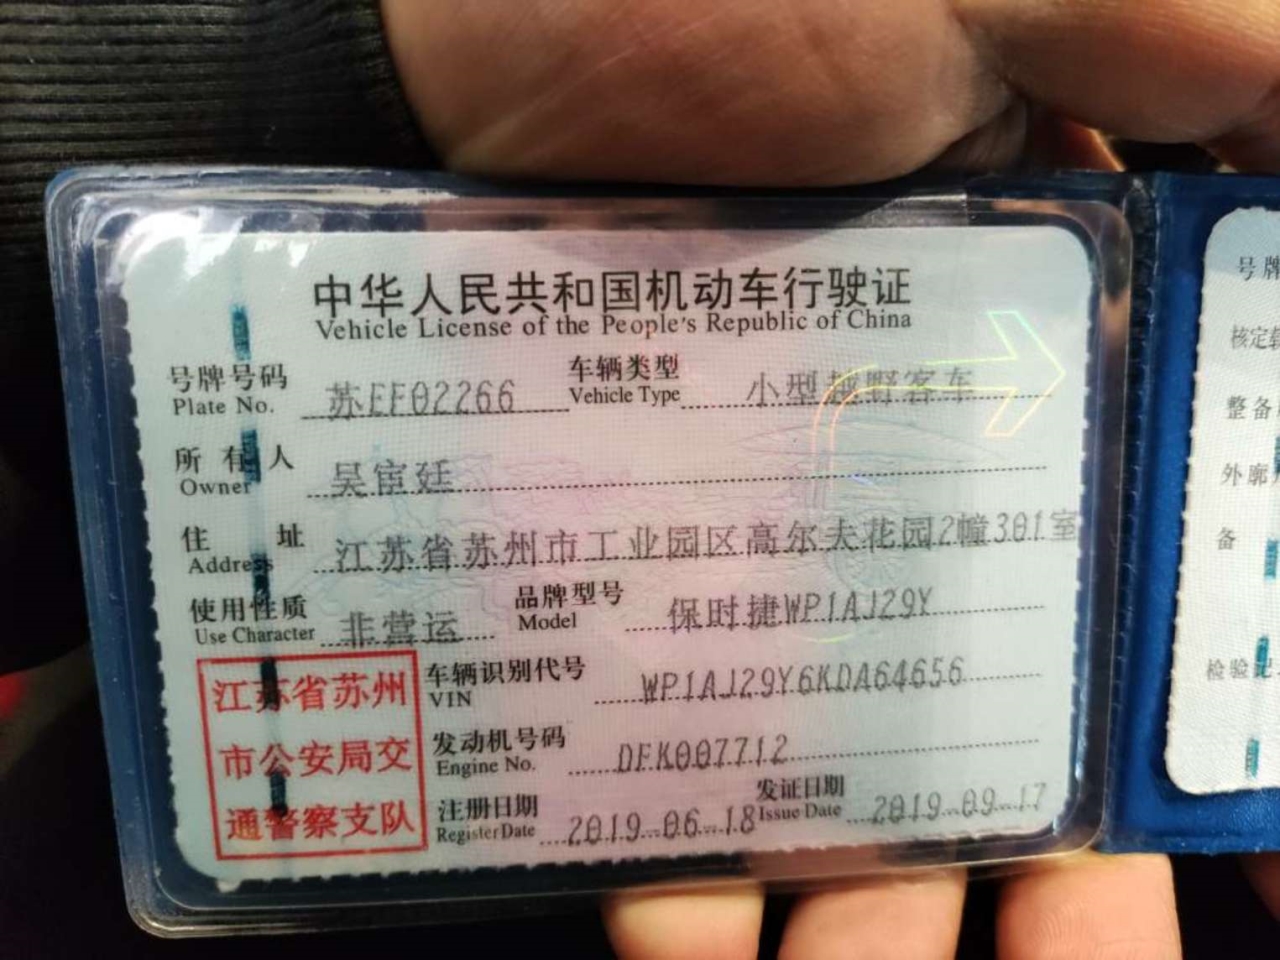 中华人民共和国机动车行驶证
Vehicle License of the People's Republic of China
号牌号码 苏EF02266 车辆类型 小型越野客车
Plate No. Vehicle Type
所有人 吴宦廷
Owner
住址 江苏省苏州市工业园区高尔夫花园2幢301室
Address
使用性质 非营运 品牌型号 保时捷WP1AJ29Y
Use Character Model
江苏省苏州
市公安局交
通警察支队
车辆识别代号 WP1AJ29Y6KDA64656
VIN
发动机号码 DFK007712
Engine No.
注册日期 2019-06-18 发证日期 2019-09-17
Register Date Issue Date
号牌
核定载
整备
外廓
备
检验记